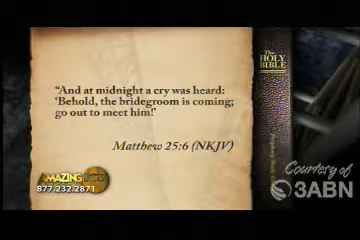 “And at midnight a cry was heard:
‘Behold, the bridegroom is coming;
go out to meet him!’
Matthew 25:6 (NKJV)
The
HOLY
BIBLE
AMAZING
877.232.2871
Courtesy of
3ABN